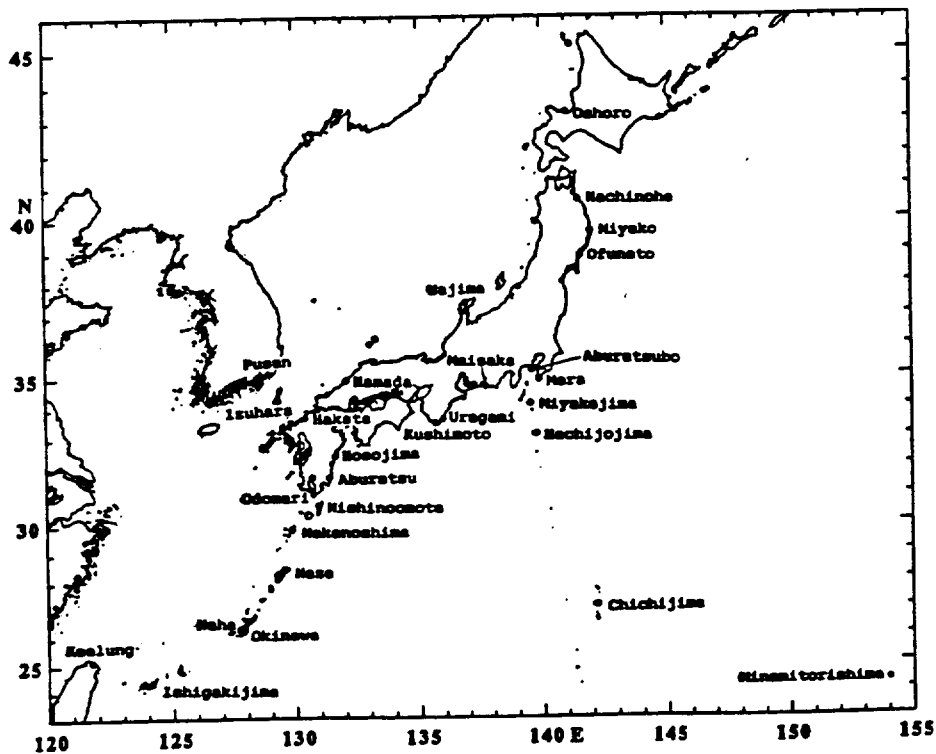 45
Oshoro
N
Hachinohe
40
Miyako
Ofunato
Wajima
Maisaka
Aburatsubo
Pusan
35
Hamada
Mera
Izuhara
Hakata
Uragami
Miyakejima
Kushimoto
Hachijojima
Hosojima
Aburatsu
Odomari
Nishinoomote
30
Nakanoshima
Naze
Chichijima
Naha
Okinawa
Keelung
25
Ishigakijima
Minamitorishima
120
125
130
135
140 E
145
150
155